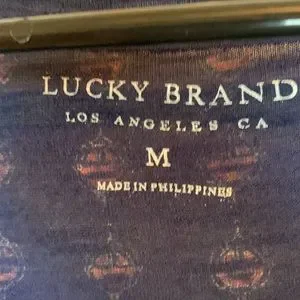 LUCKY BRAND
LOS ANGELES CA
M
MADE IN PHILIPPINES